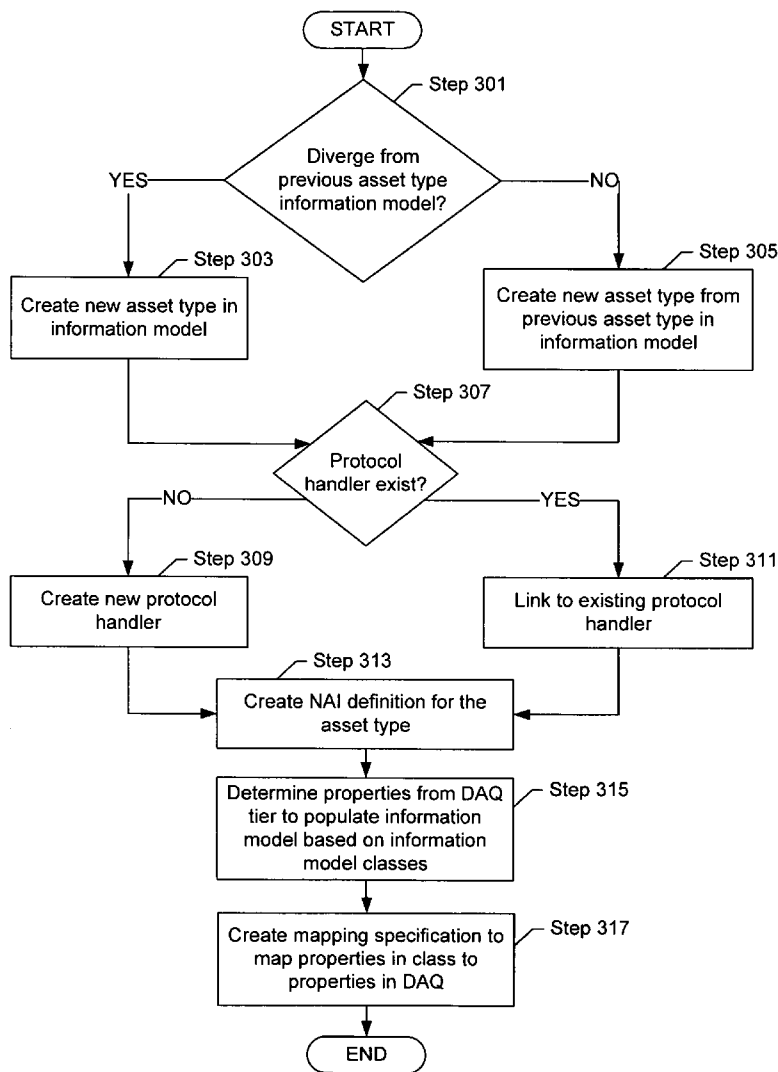 START
Step 301
Diverge from
previous asset type
information model?
YES
NO
Step 303
Create new asset type in
information model
Step 305
Create new asset type from
previous asset type in
information model
Step 307
Protocol
handler exist?
NO
YES
Step 309
Create new protocol
handler
Step 311
Link to existing protocol
handler
Step 313
Create NAI definition for the
asset type
Step 315
Determine properties from DAQ
tier to populate information
model based on information
model classes
Step 317
Create mapping specification to
map properties in class to
properties in DAQ
END